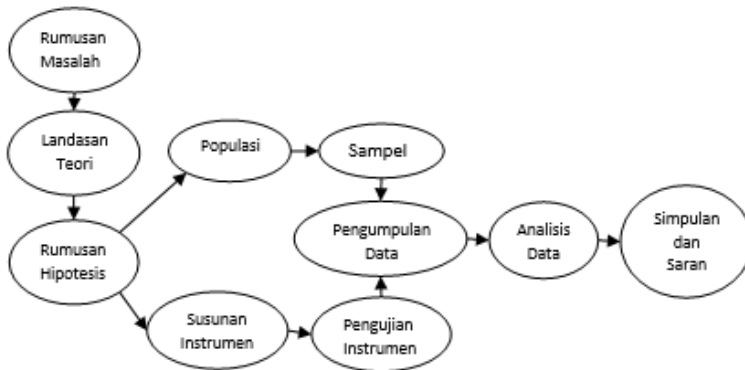 Rumusan
Masalah
Landasan
Teori
Rumusan
Hipotesis
Populasi
Sampel
Susunan
Instrumen
Pengujian
Instrumen
Pengumpulan
Data
Analisis
Data
Simpulan
dan
Saran